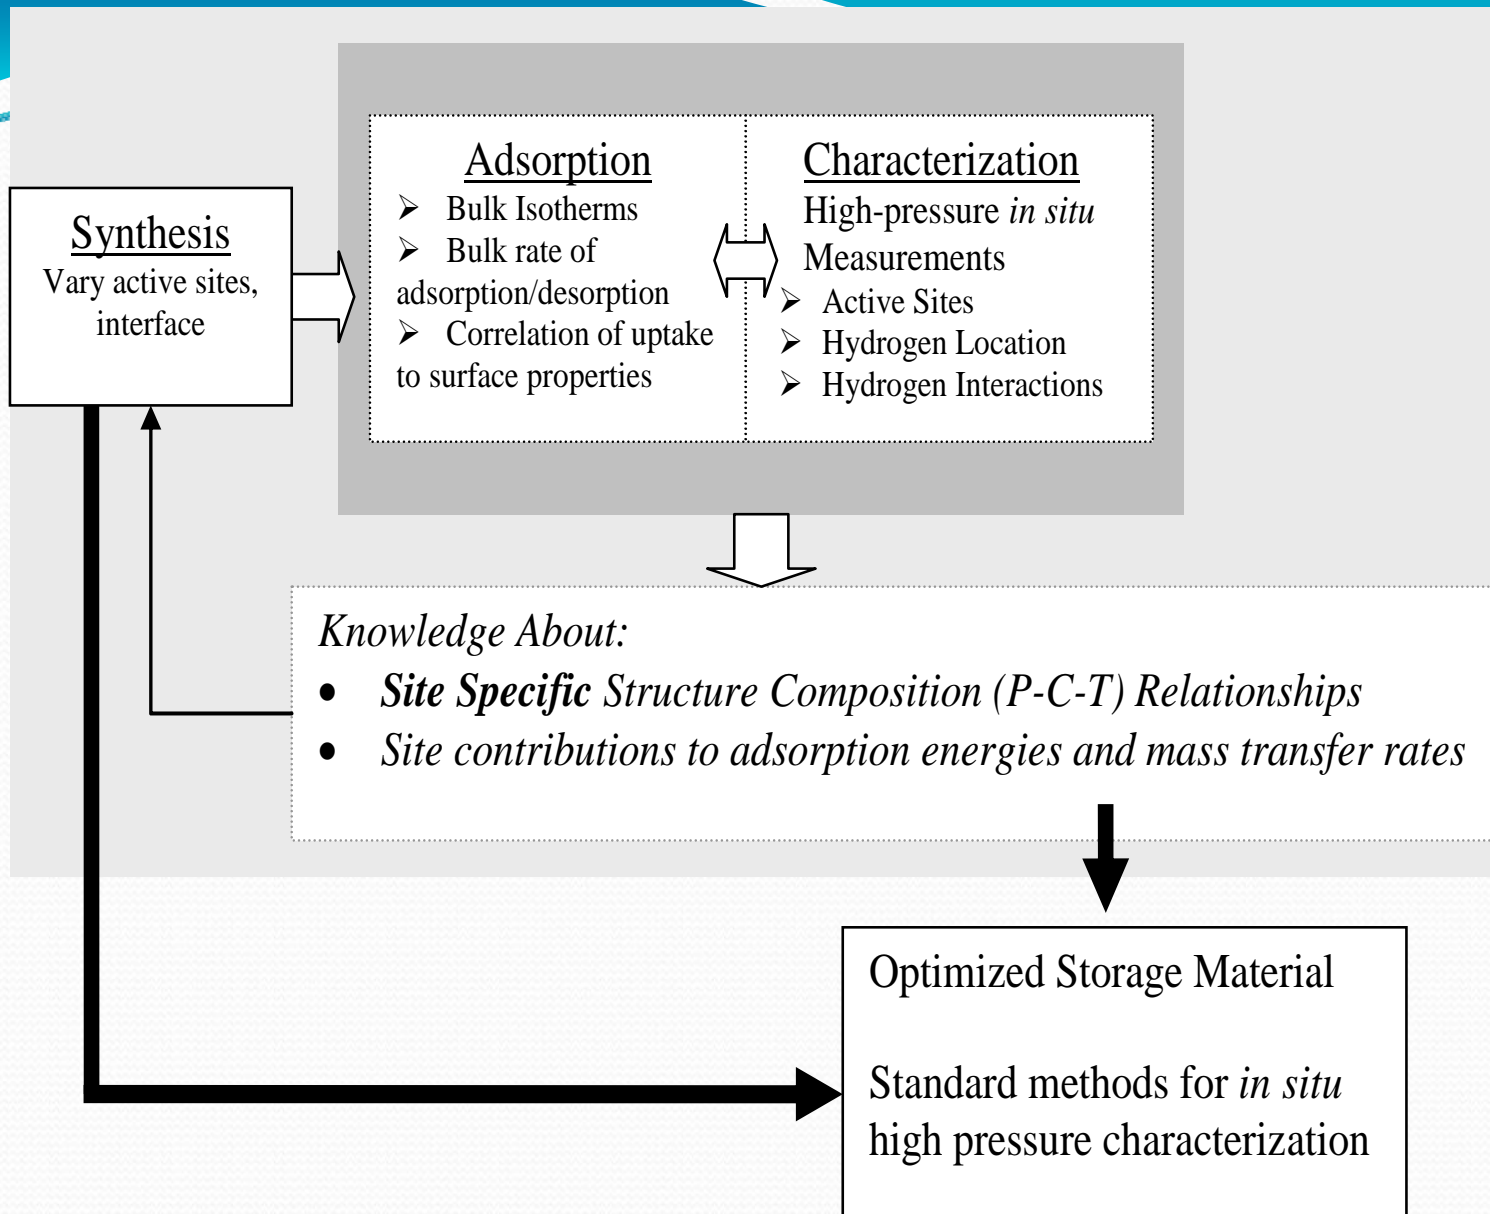 Synthesis
Vary active sites,
interface
Adsorption
➢ Bulk Isotherms
➢ Bulk rate of
adsorption/desorption
➢ Correlation of uptake
to surface properties
Characterization
High-pressure in situ
Measurements
➢ Active Sites
➢ Hydrogen Location
➢ Hydrogen Interactions
Knowledge About:
• Site Specific Structure Composition (P-C-T) Relationships
• Site contributions to adsorption energies and mass transfer rates
Optimized Storage Material
Standard methods for in situ
high pressure characterization